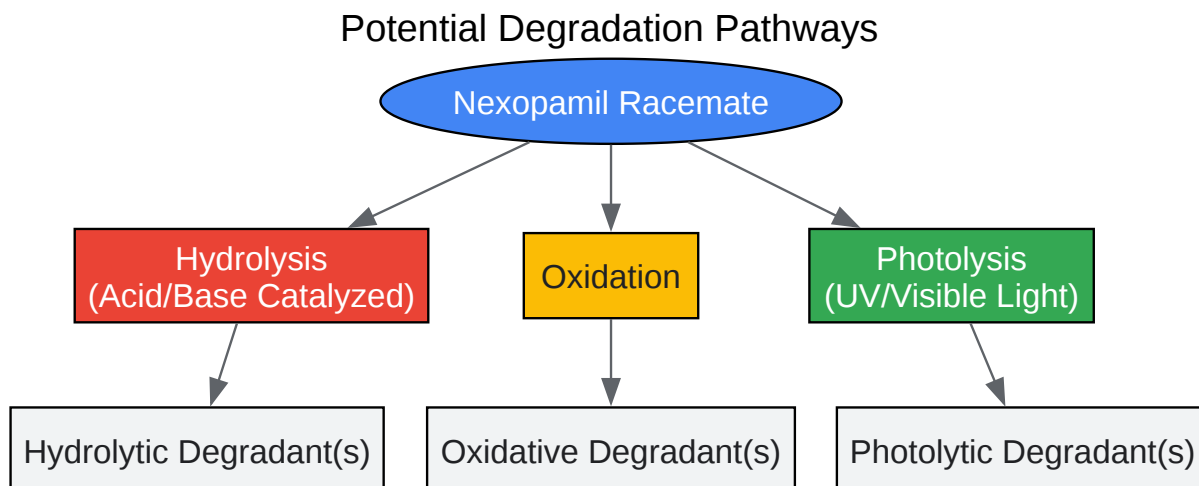 Potential Degradation Pathways
Nexopamil Racemate
Hydrolysis
(Acid/Base Catalyzed)
Oxidation
Photolysis
(UV/Visible Light)
Hydrolytic Degradant(s)
Oxidative Degradant(s)
Photolytic Degradant(s)